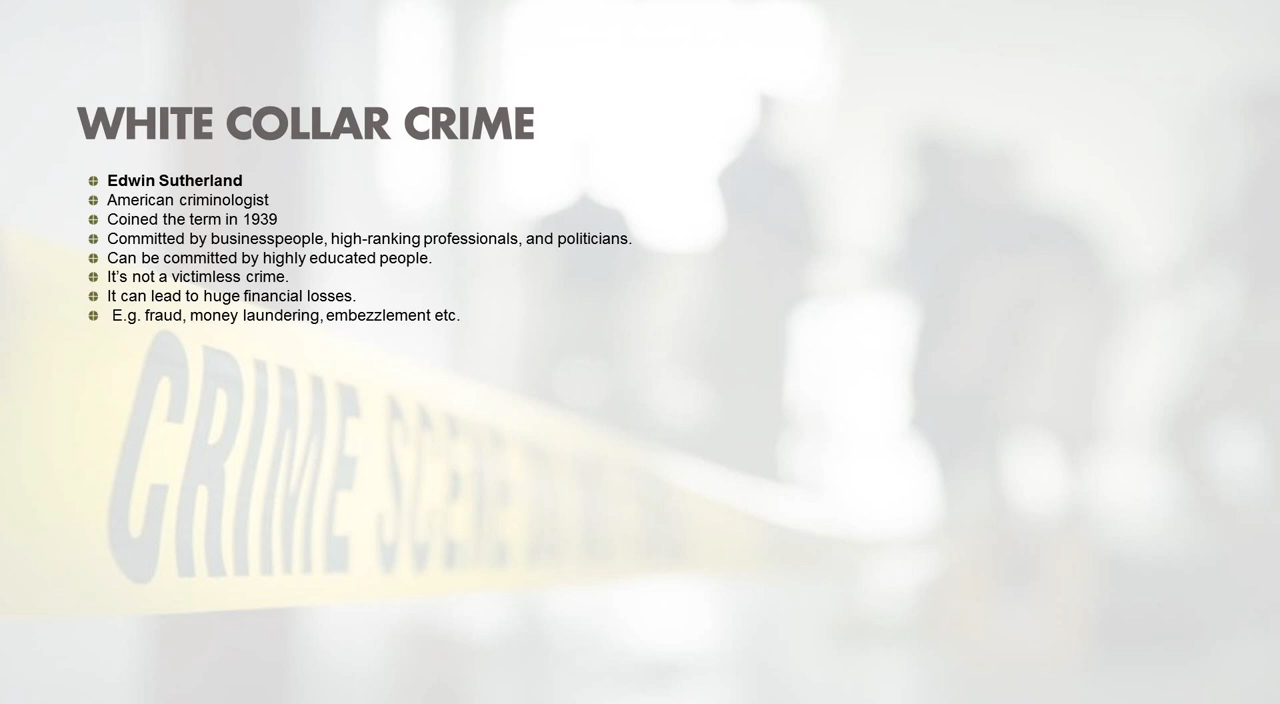 WHITE COLLAR CRIME
Edwin Sutherland
American criminologist
Coined the term in 1939
Committed by businesspeople, high-ranking professionals, and politicians.
Can be committed by highly educated people.
It's not a victimless crime.
It can lead to huge financial losses.
E.g. fraud, money laundering, embezzlement etc.
CRIME SCENE